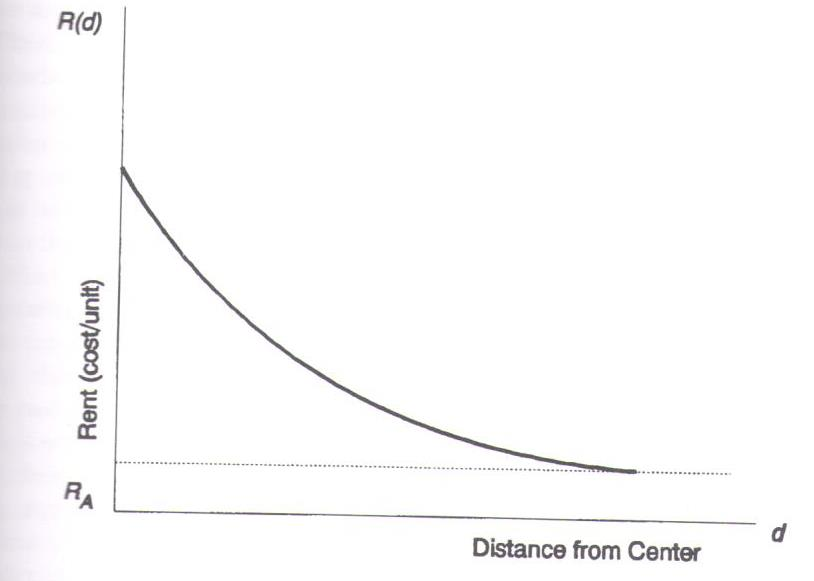 R(d)
Rent (cost/unit)
R_A
d
Distance from Center